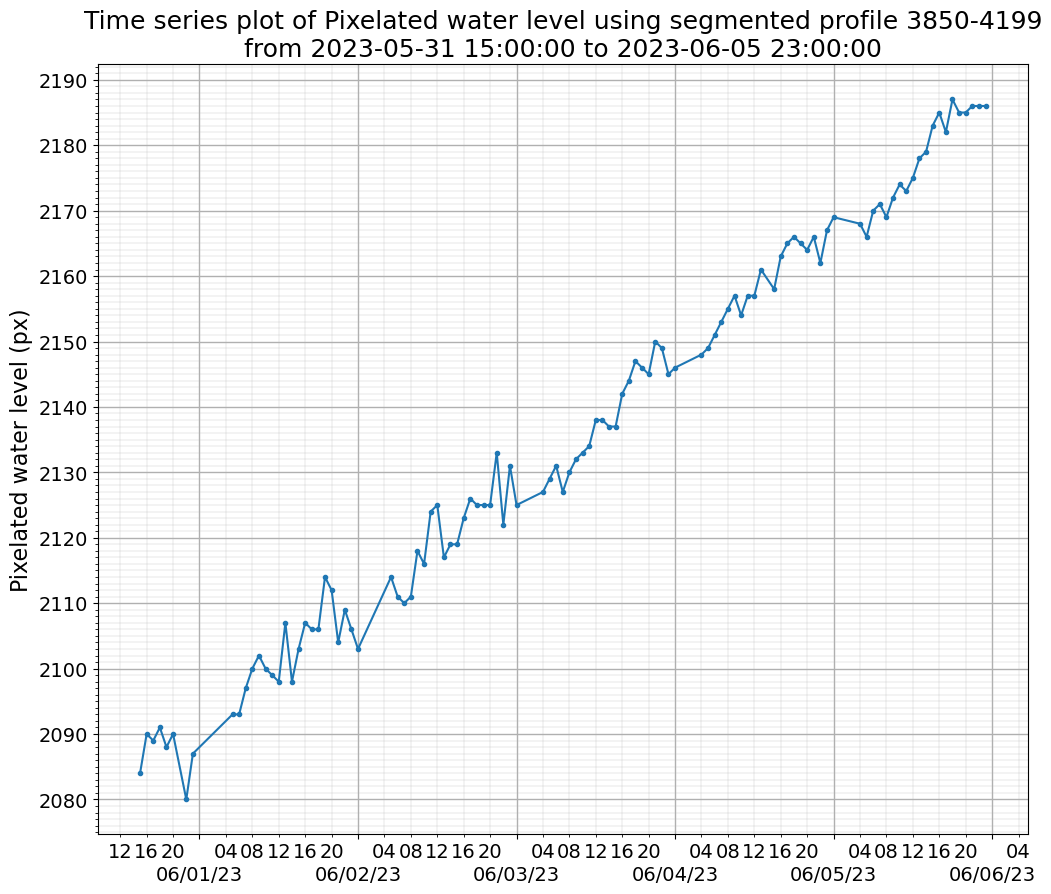 Time series plot of Pixelated water level using segmented profile 3850-4199
from 2023-05-31 15:00:00 to 2023-06-05 23:00:00
Pixelated water level (px)
2190
2180
2170
2160
2150
2140
2130
2120
2110
2100
2090
2080
12 16 20 04 08 12 16 20 04 08 12 16 20 04 08 12 16 20 04 08 12 16 20 04 08 12 16 20 04
06/01/23 06/02/23 06/03/23 06/04/23 06/05/23 06/06/23